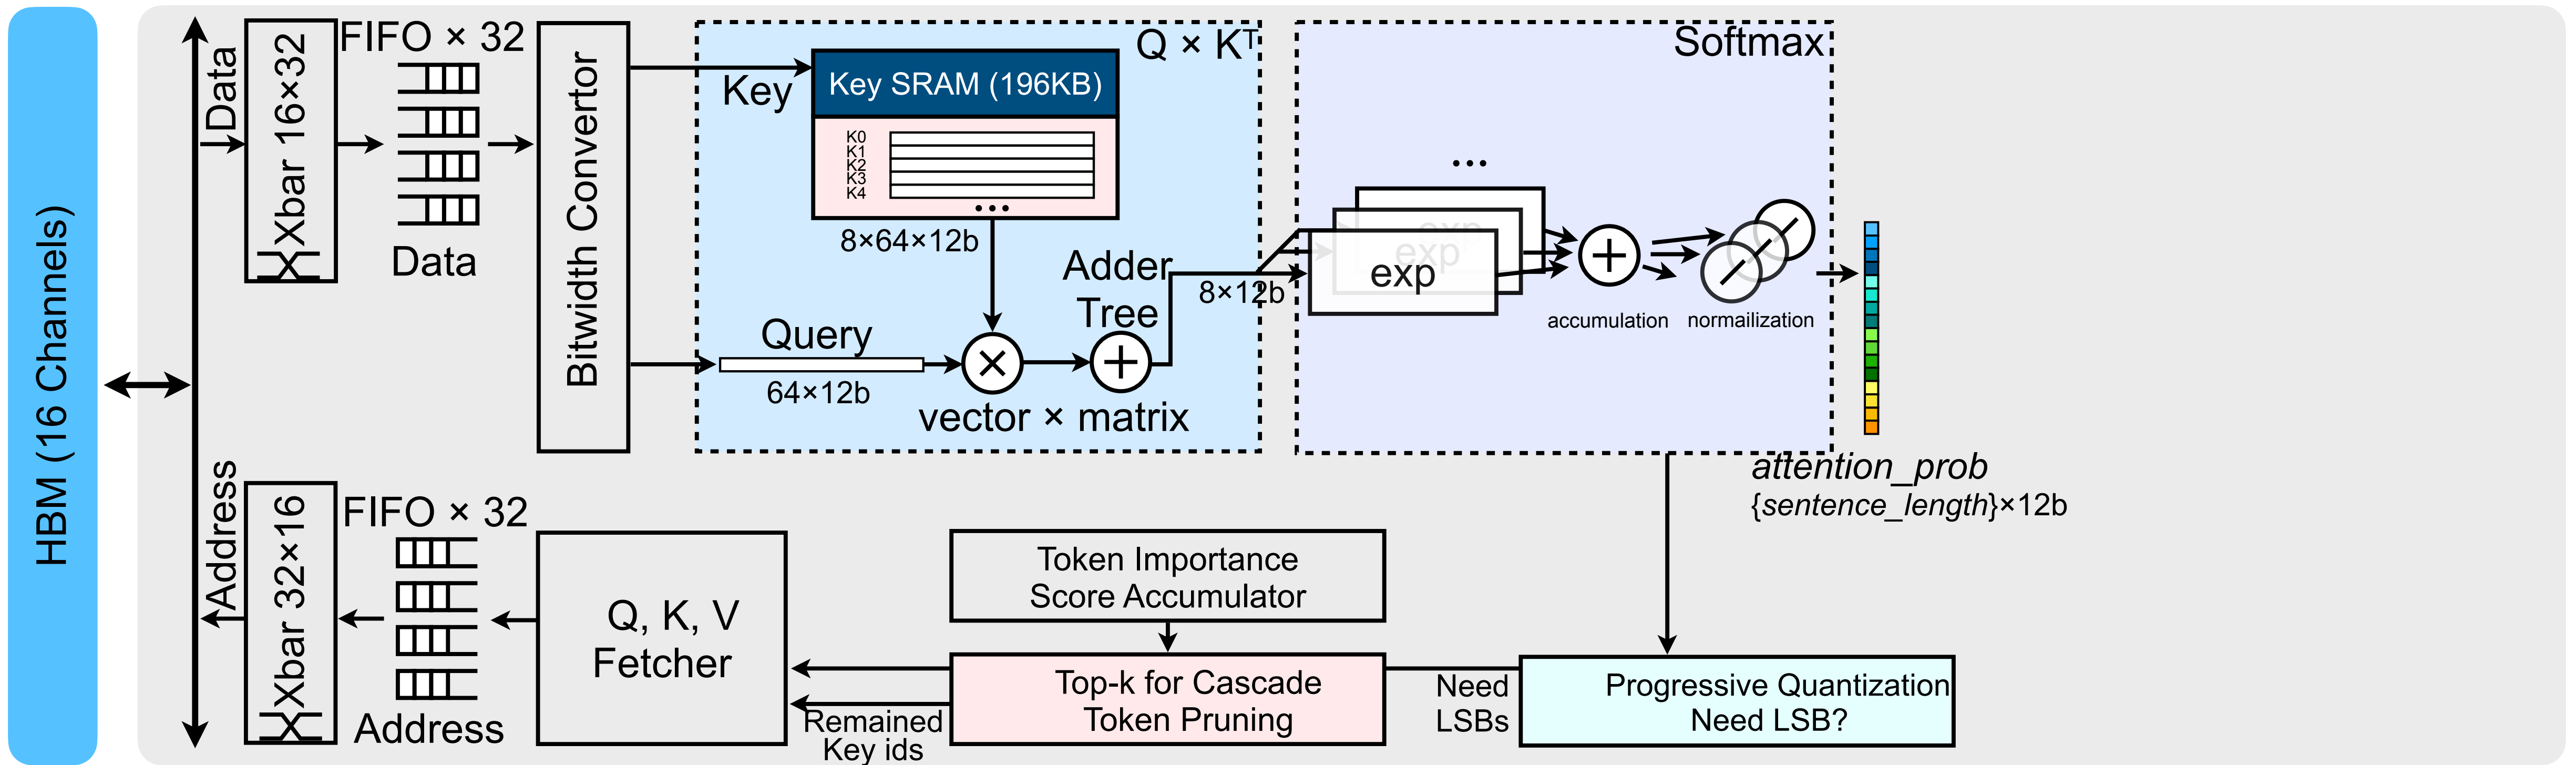 HBM (16 Channels)
Data
Xbar 16×32
FIFO × 32
Data
Bitwidth Convertor
Q × Kᵀ
Key
Key SRAM (196KB)
K0
K1
K2
K3
K4
...
8×64×12b
Query
64×12b
Adder
Tree
vector × matrix
8×12b
Softmax
...
exp
exp
exp
accumulation
normailization
attention_prob
{sentence_length}×12b
Address
Xbar 32×16
FIFO × 32
Address
Q, K, V
Fetcher
Token Importance
Score Accumulator
Top-k for Cascade
Token Pruning
Remained
Key ids
Need
LSBs
Progressive Quantization
Need LSB?